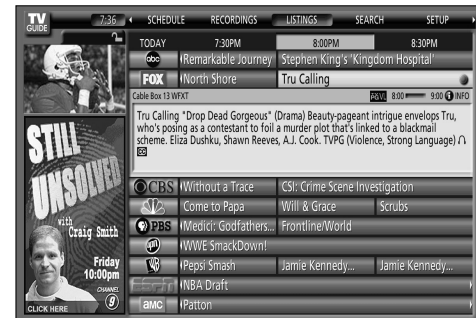 TV
GUIDE
7:36
SCHEDULE RECORDINGS LISTINGS SEARCH SETUP
TODAY 7:30PM 8:00PM 8:30PM
abc Remarkable Journey Stephen King's 'Kingdom Hospital'
FOX North Shore Tru Calling
Cable Box 13 WFXT 8:00 9:00 INFO
Tru Calling "Drop Dead Gorgeous" (Drama) Beauty-pageant intrigue envelops Tru,
who's posing as a contestant to foil a murder plot that's linked to a blackmail
scheme. Eliza Dushku, Shawn Reeves, A.J. Cook. TVPG (Violence, Strong Language)
CC
CBS Without a Trace CSI: Crime Scene Investigation
Come to Papa Will & Grace Scrubs
PBS Medici: Godfathers... Frontline/World
upn WWE SmackDown!
WB Pepsi Smash Jamie Kennedy... Jamie Kennedy...
ESPN NBA Draft
amc Patton
STILL
UNSOLVED
with
Craig Smith
Friday
10:00pm
CHANNEL
9
CLICK HERE